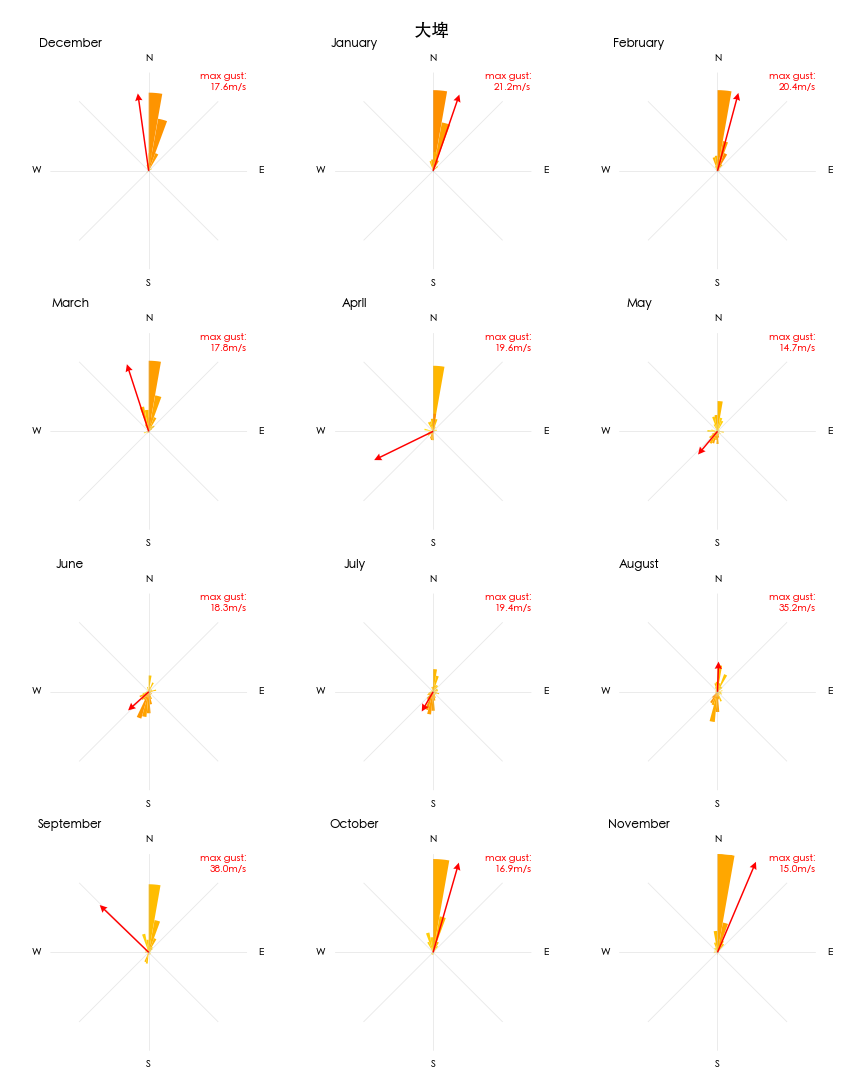 大埤
December
N
max gust:
17.6m/s
W
E
S
January
N
max gust:
21.2m/s
W
E
S
February
N
max gust:
20.4m/s
W
E
S
March
N
max gust:
17.8m/s
W
E
S
April
N
max gust:
19.6m/s
W
E
S
May
N
max gust:
14.7m/s
W
E
S
June
N
max gust:
18.3m/s
W
E
S
July
N
max gust:
19.4m/s
W
E
S
August
N
max gust:
35.2m/s
W
E
S
September
N
max gust:
38.0m/s
W
E
S
October
N
max gust:
16.9m/s
W
E
S
November
N
max gust:
15.0m/s
W
E
S